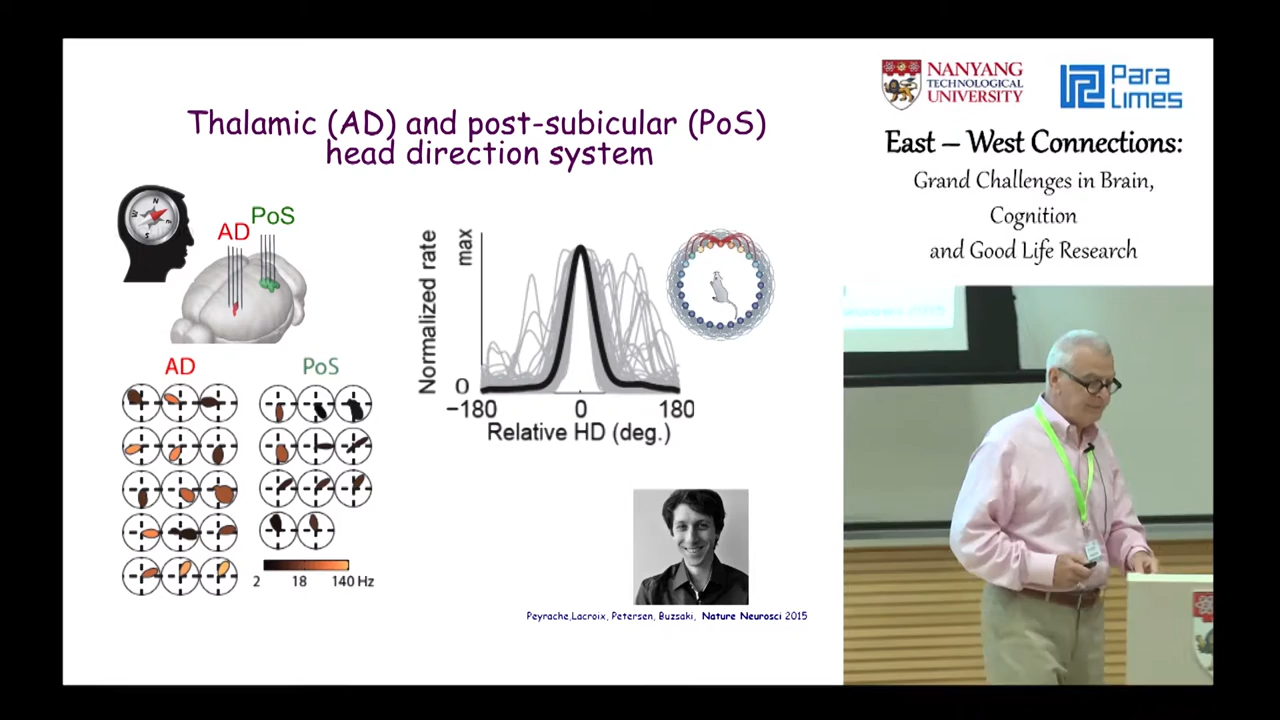 Thalamic (AD) and post-subicular (PoS)
head direction system
AD
PoS
AD
PoS
2 18 140 Hz
Normalized rate
max
0
−180 0 180
Relative HD (deg.)
Peyrache,Lacroix, Petersen, Buzsaki, Nature Neurosci 2015
NANYANG
TECHNOLOGICAL
UNIVERSITY
Para
Limes
East – West Connections:
Grand Challenges in Brain,
Cognition
and Good Life Research